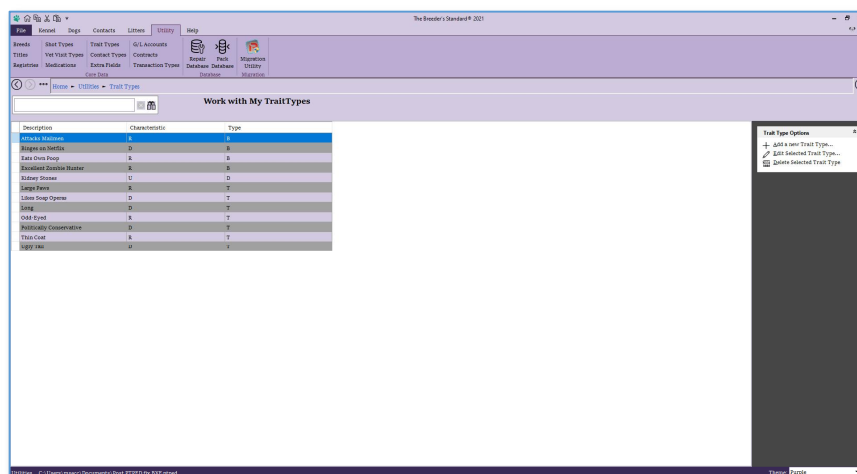 The Breeder's Standard® 2021
File Kennel Dogs Contacts Litters Utility Help
Breeds Shot Types Trait Types G/L Accounts
Titles Vet Visit Types Contact Types Contracts
Registries Medications Extra Fields Transaction Types
Repair Database Pack Database Migration Utility
Core Data Database Migration
Home Utilities Trait Types
Work with My TraitTypes
Description Characteristic Type
Attacks Mailmen R B
Binges on Netflix D B
Eats Own Poop R B
Excellent Zombie Hunter R B
Kidney Stones U D
Large Paws R T
Likes Soap Operas D T
Long D T
Odd-Eyed R T
Politically Conservative D T
Thin Coat R T
Ugly Tail
Trait Type Options
Add a new Trait Type...
Edit Selected Trait Type...
Delete Selected Trait Type
Utilities C:\Users\
Theme Purple